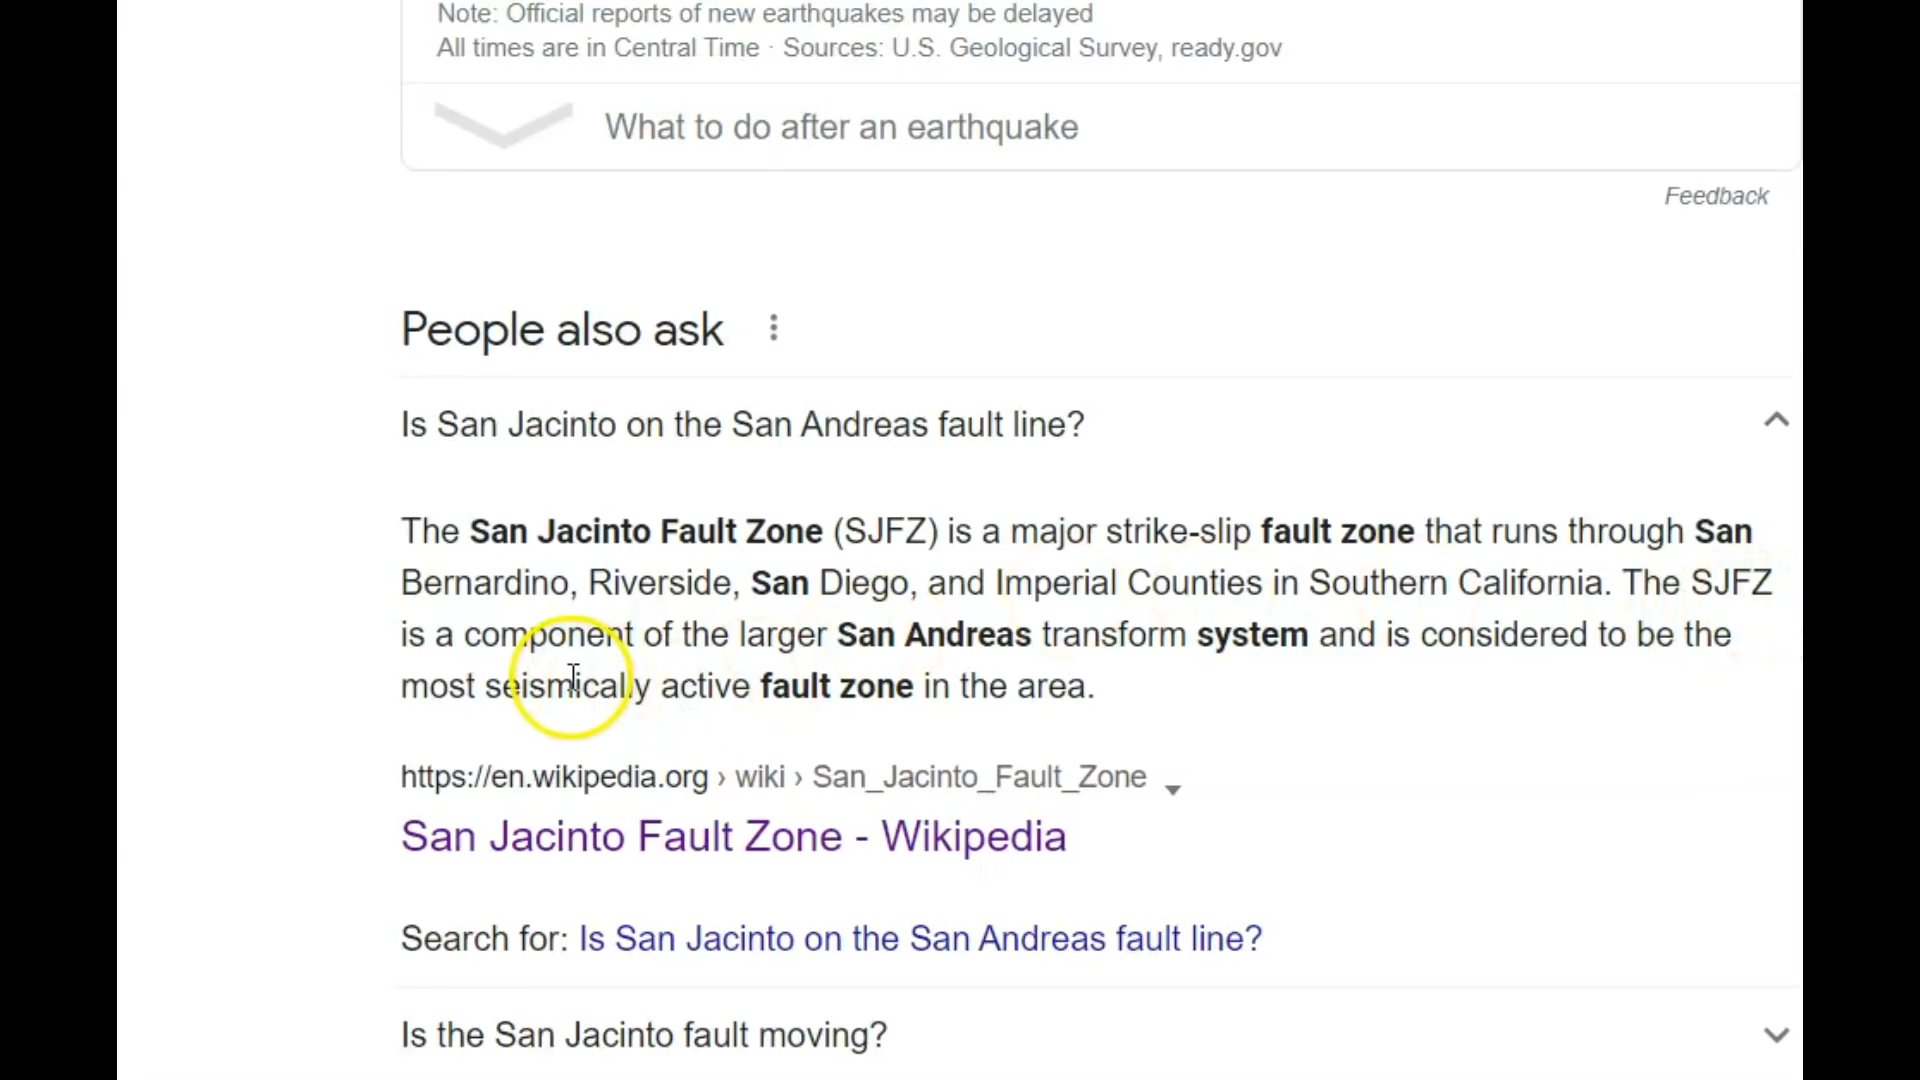 Note: Official reports of new earthquakes may be delayed
All times are in Central Time · Sources: U.S. Geological Survey, ready.gov
What to do after an earthquake
Feedback
People also ask
Is San Jacinto on the San Andreas fault line?
The San Jacinto Fault Zone (SJFZ) is a major strike-slip fault zone that runs through San
Bernardino, Riverside, San Diego, and Imperial Counties in Southern California. The SJFZ
is a component of the larger San Andreas transform system and is considered to be the
most seismically active fault zone in the area.
https://en.wikipedia.org › wiki › San_Jacinto_Fault_Zone
San Jacinto Fault Zone - Wikipedia
Search for: Is San Jacinto on the San Andreas fault line?
Is the San Jacinto fault moving?